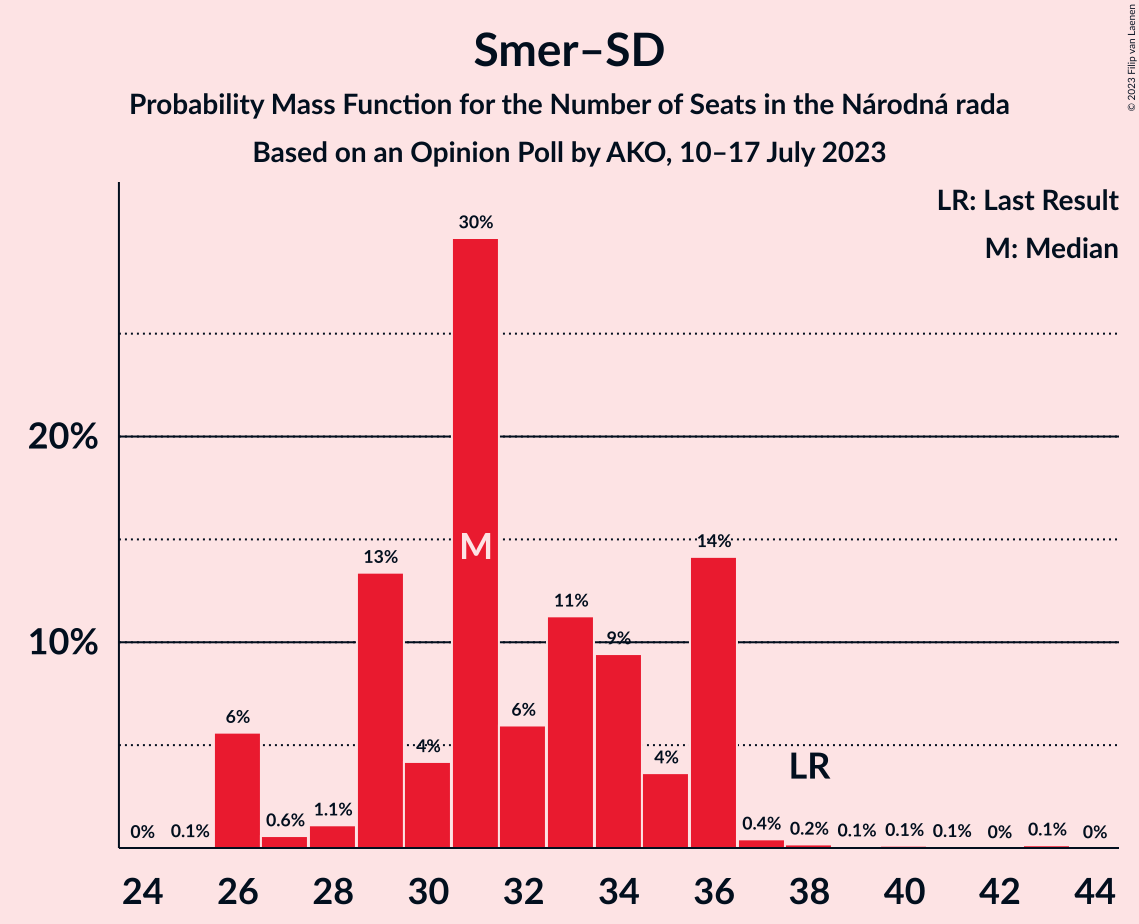 Smer–SD
Probability Mass Function for the Number of Seats in the Národná rada
Based on an Opinion Poll by AKO, 10–17 July 2023
© 2023 Filip van Laenen
LR: Last Result
M: Median
20%
10%
0%
0.1%
6%
0.6%
1.1%
13%
4%
30%
M
6%
11%
9%
4%
14%
0.4%
LR
0.2%
0.1%
0.1%
0.1%
0%
0.1%
0%
24 26 28 30 32 34 36 38 40 42 44